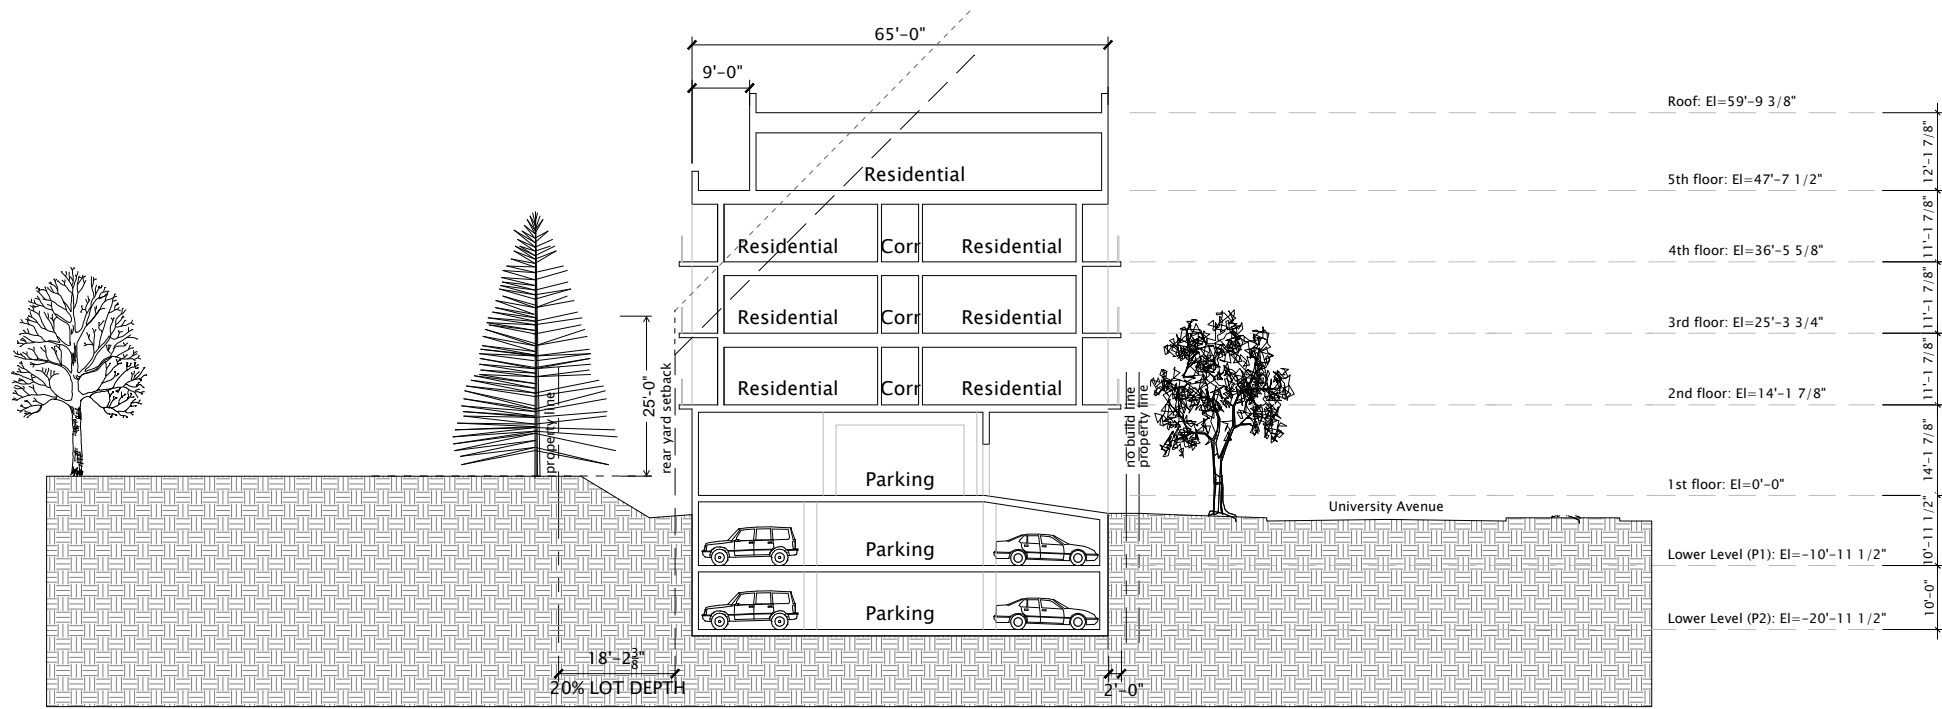 65'-0"
9'-0"
Roof: El=59'-9 3/8"
12'-1 7/8"
Residential
5th floor: El=47'-7 1/2"
11'-1 7/8"
Residential Corr Residential
4th floor: El=36'-5 5/8"
11'-1 7/8"
Residential Corr Residential
3rd floor: El=25'-3 3/4"
11'-1 7/8"
Residential Corr Residential
2nd floor: El=14'-1 7/8"
14'-1 7/8"
property line
25'-0"
rear yard setback
no build line
property line
Parking
1st floor: El=0'-0"
University Avenue
10'-11 1/2"
Parking
Lower Level (P1): El=-10'-11 1/2"
10'-0"
Parking
Lower Level (P2): El=-20'-11 1/2"
18'-2 3/8"
20% LOT DEPTH
2'-0"